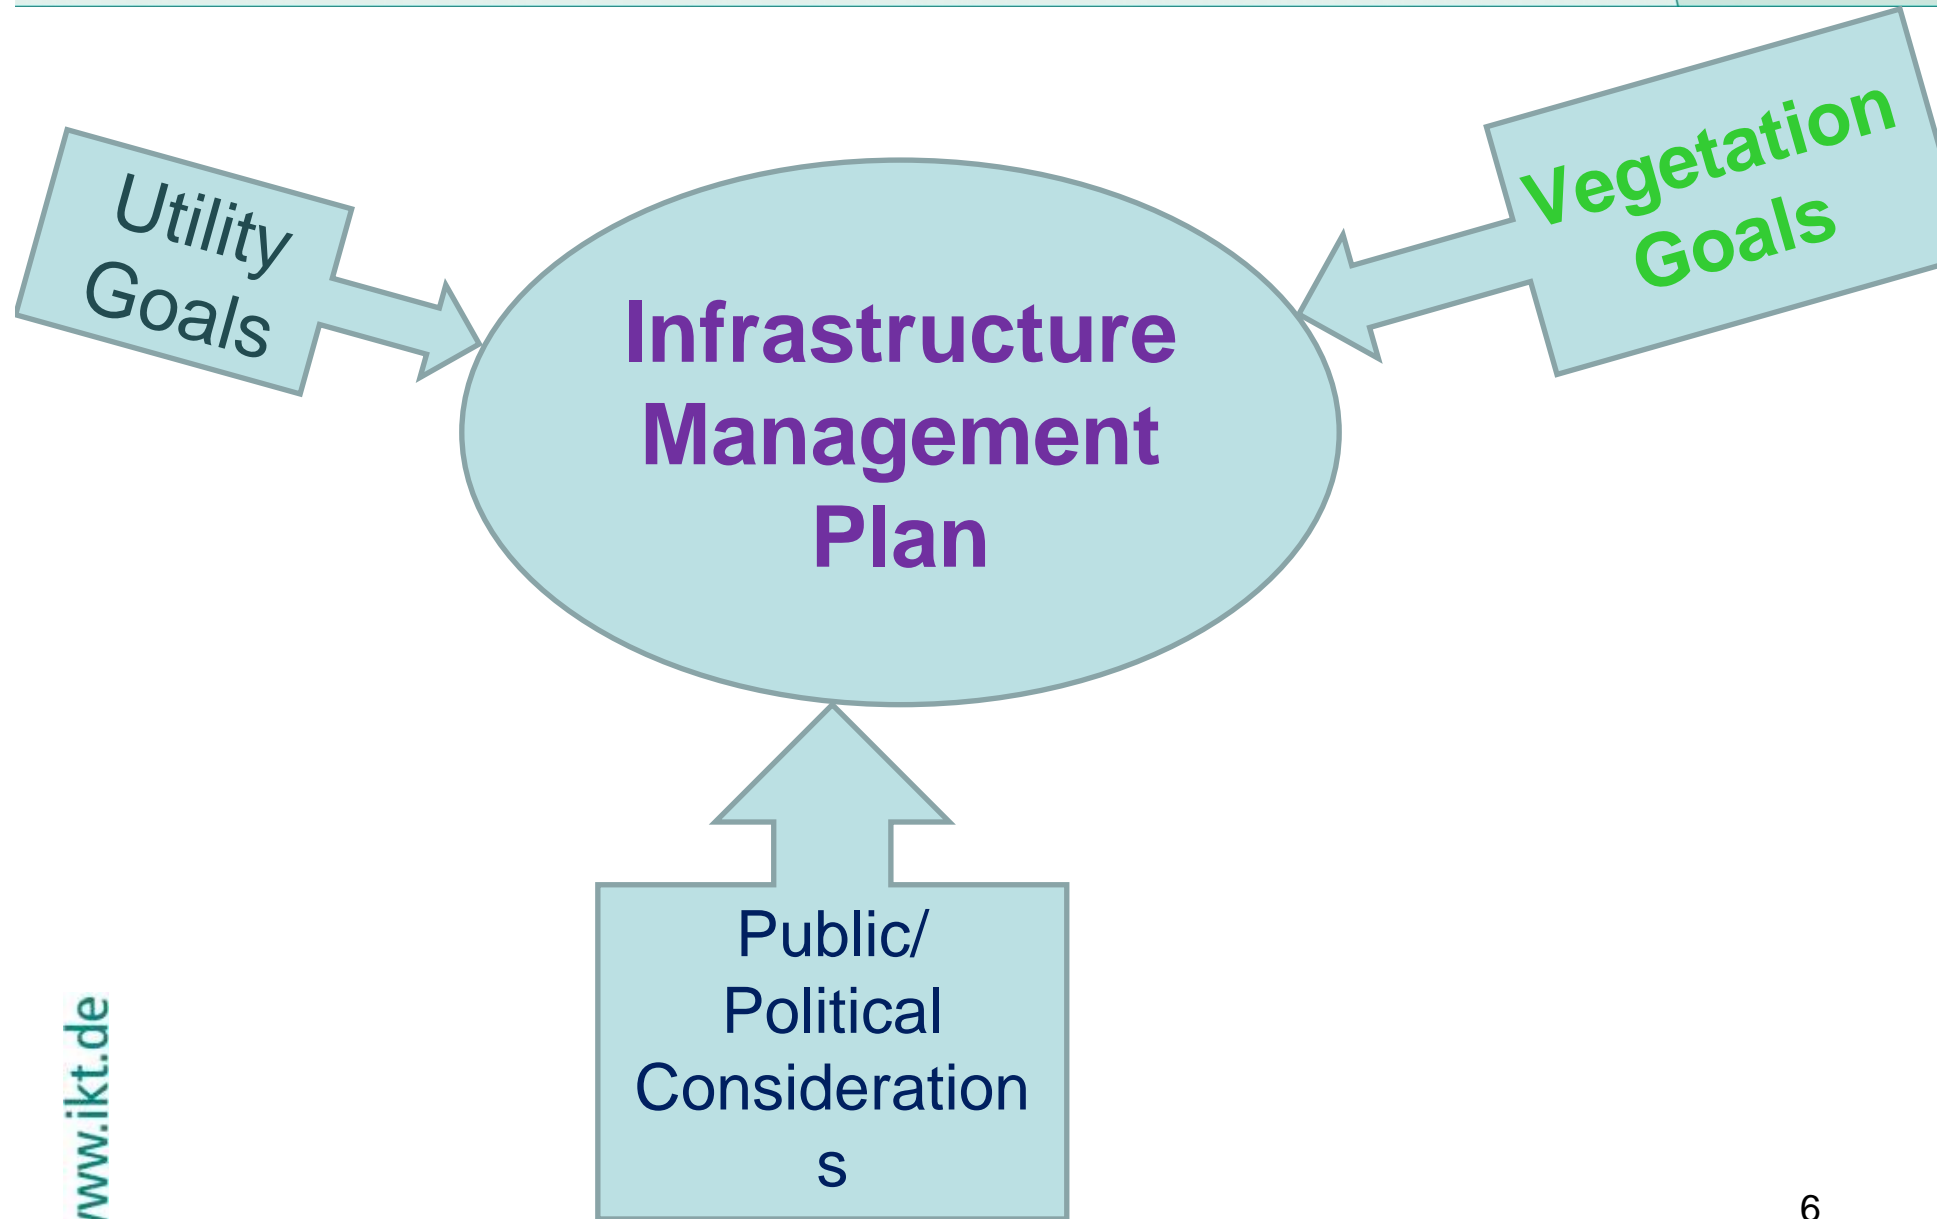 Utility
Goals
Vegetation
Goals
Infrastructure
Management
Plan
Public/
Political
Consideration
s
www.ikt.de
6